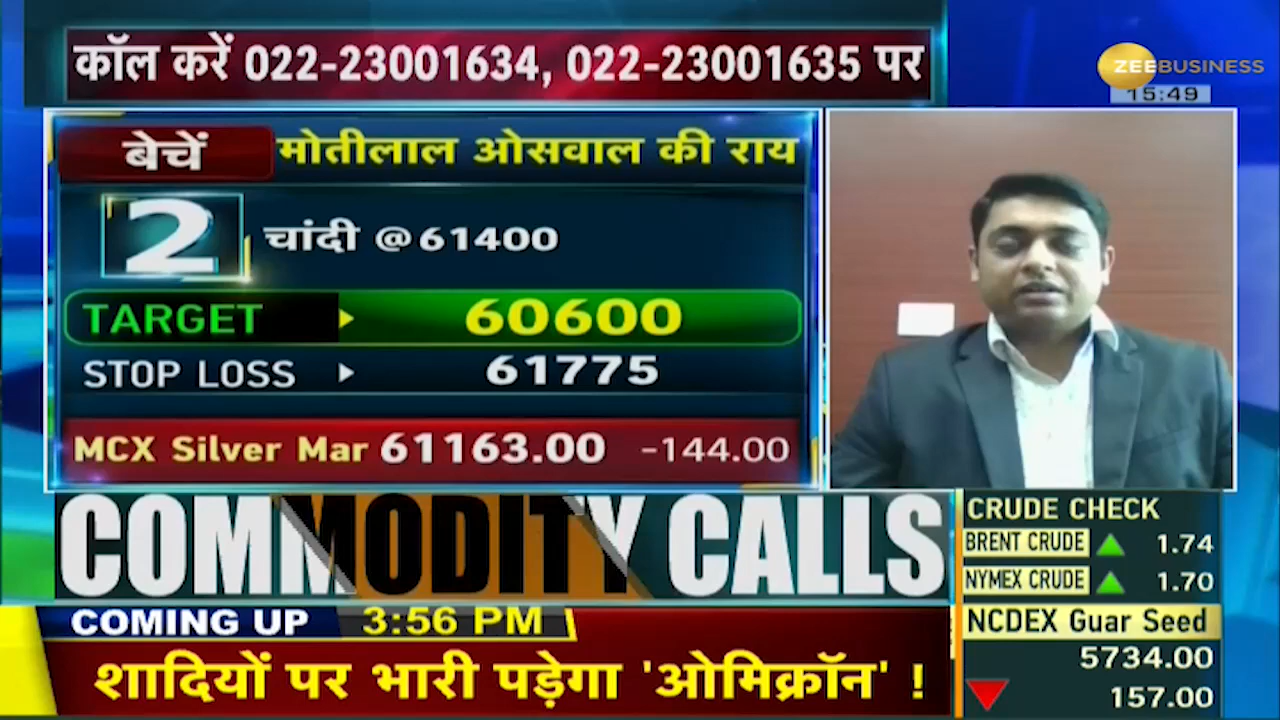 कॉल करें 022-23001634, 022-23001635 पर
ZEEBUSINESS
15:49
बेचें मोतीलाल ओसवाल की राय
2 चांदी @61400
TARGET 60600
STOP LOSS 61775
MCX Silver Mar 61163.00 -144.00
COMMODITY CALLS
CRUDE CHECK
BRENT CRUDE 1.74
NYMEX CRUDE 1.70
NCDEX Guar Seed
5734.00
157.00
COMING UP 3:56 PM
शादियों पर भारी पड़ेगा 'ओमिक्रॉन' !